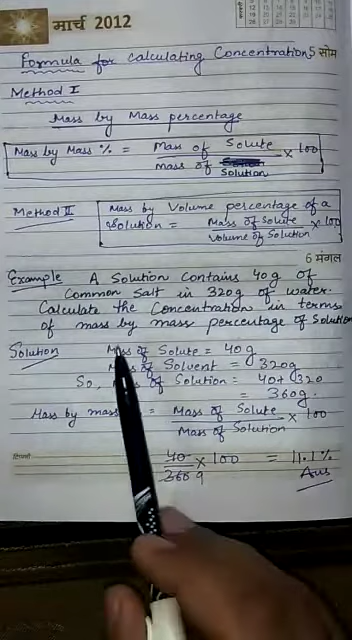 मार्च 2012
Formula for Calculating Concentrations
5 सोम
Method I
Mass by Mass percentage
Mass by Mass % = Mass of Solute
Mass of Solution × 100
Method II
Mass by Volume percentage of a
Solution = Mass of Solute
Volume of Solution × 100
6 मंगल
Example A Solution Contains 40g of
Common Salt in 320g of water.
Calculate the Concentration in terms
of mass by mass percentage of Solution
Solution Mass of Solute = 40g
of Solvent = 320g
So, of Solution = 40+320
= 360g.
Mass by mass = Mass of Solute
Mass of Solution × 100
टिप्पणी
40
360 9 × 100 = 11.1%
Ans